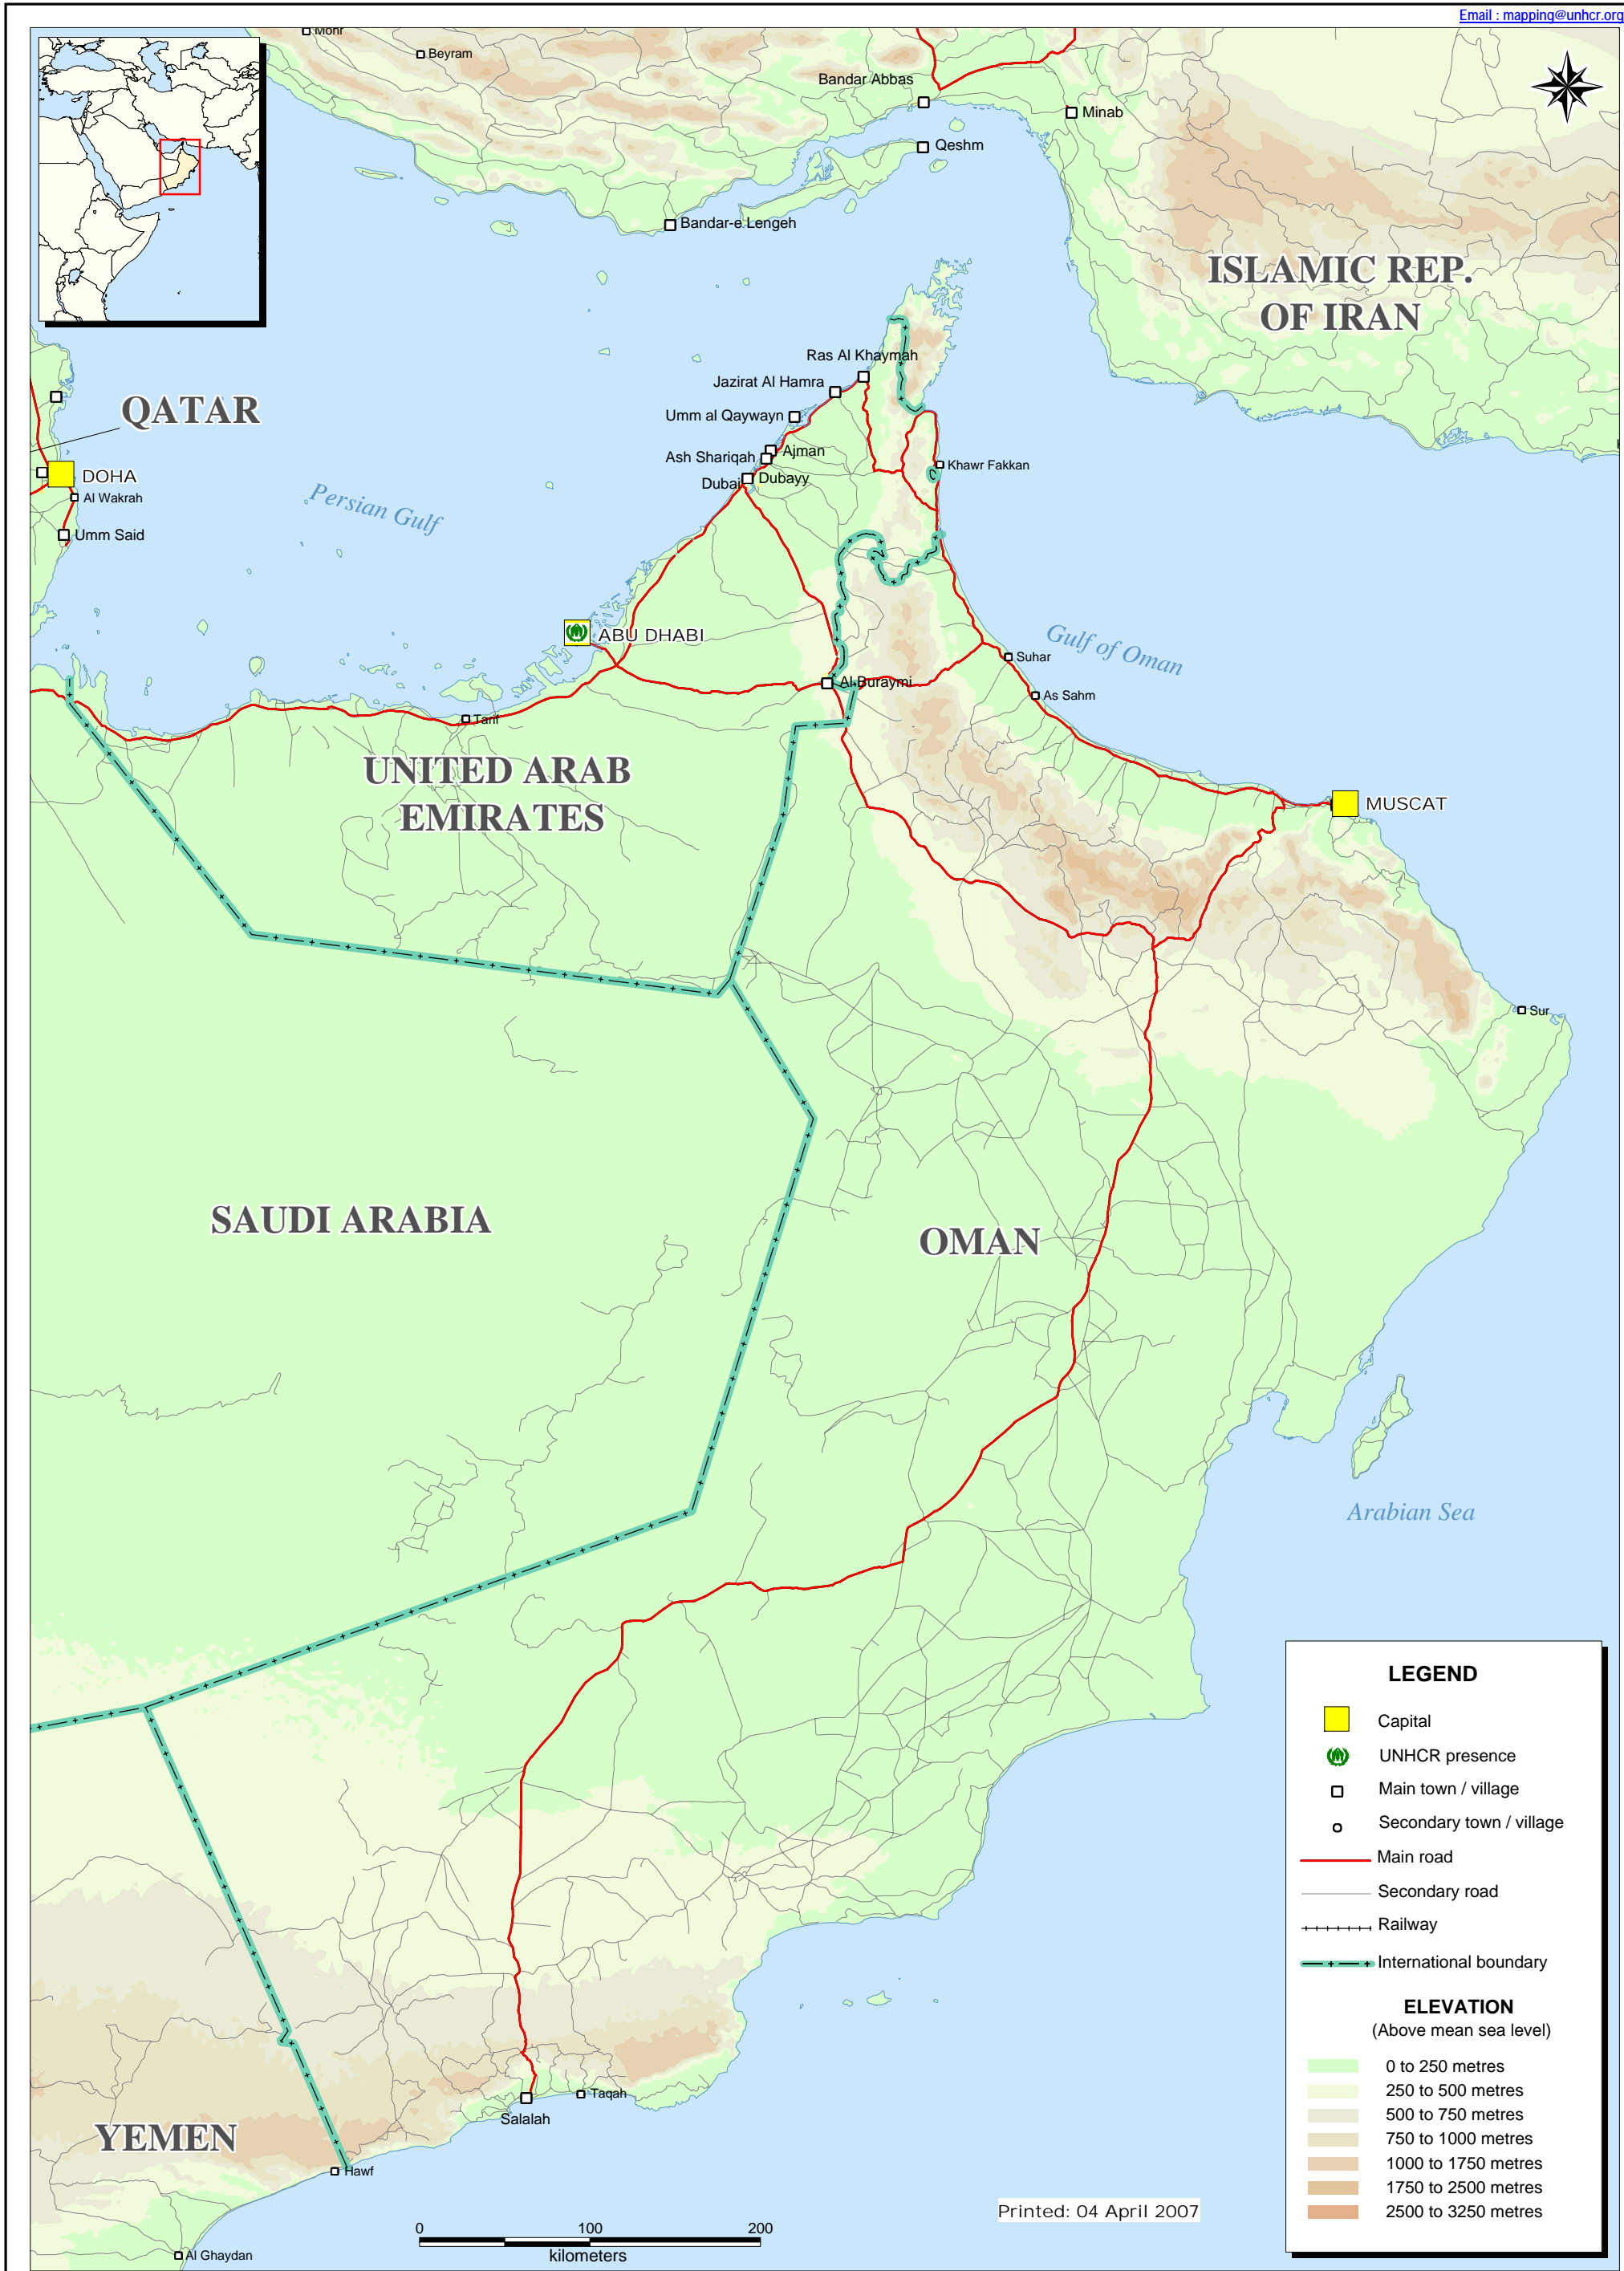 Email : mapping@unhcr.org
Mohr
Beyram
Bandar Abbas
Minab
Qeshm
Bandar-e Lengeh
ISLAMIC REP.
OF IRAN
Ras Al Khaymah
Jazirat Al Hamra
QATAR
Umm al Qaywayn
Ajman
Ash Shariqah
Khawr Fakkan
DOHA
Dubai
Dubayy
Al Wakrah
Persian Gulf
Umm Said
ABU DHABI
Gulf of Oman
Suhar
Al Buraymi
As Sahm
Tarif
UNITED ARAB
EMIRATES
MUSCAT
Sur
SAUDI ARABIA
OMAN
Arabian Sea
LEGEND
Capital
UNHCR presence
Main town / village
Secondary town / village
Main road
Secondary road
Railway
International boundary
ELEVATION
(Above mean sea level)
0 to 250 metres
250 to 500 metres
500 to 750 metres
750 to 1000 metres
1000 to 1750 metres
1750 to 2500 metres
2500 to 3250 metres
Taqah
Salalah
YEMEN
Hawf
Printed: 04 April 2007
0 100 200
kilometers
Al Ghaydan